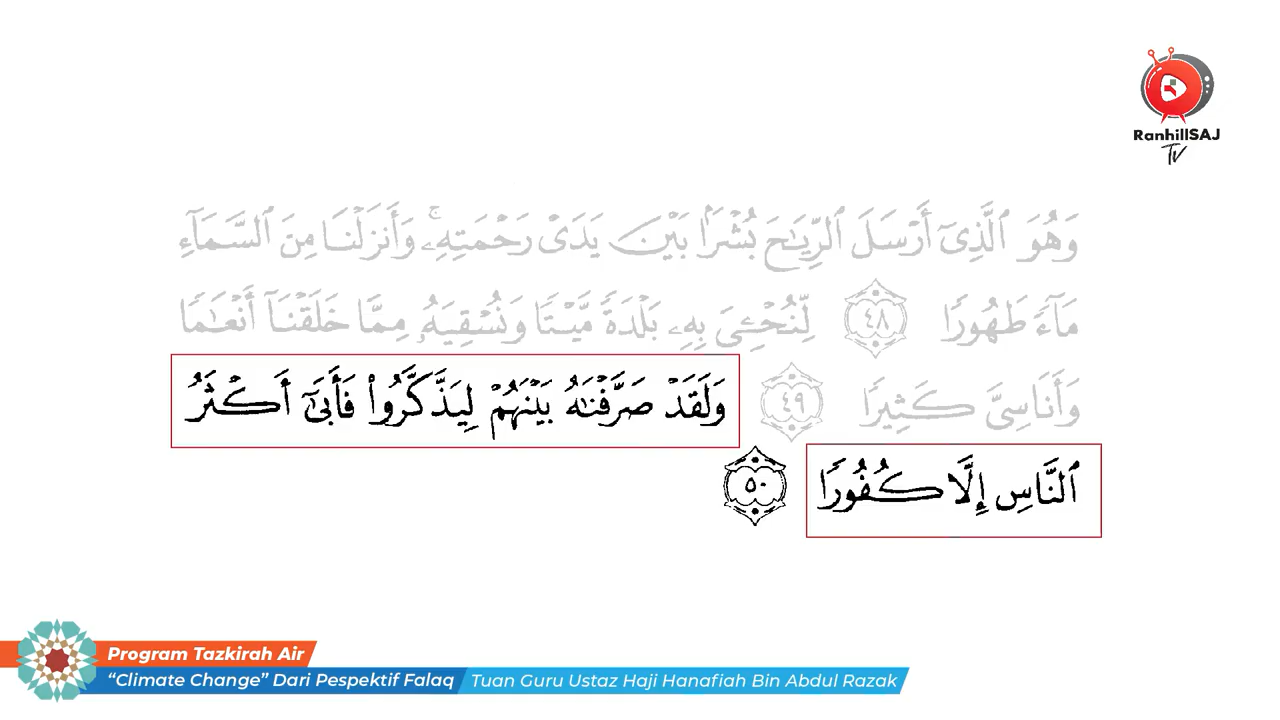 RanhillSAJ
TV
وَهُوَ ٱلَّذِىٓ أَرْسَلَ ٱلرِّيَـٰحَ بُشْرًۢا بَيْنَ يَدَىْ رَحْمَتِهِۦ ۚ وَأَنزَلْنَا مِنَ ٱلسَّمَآءِ
مَآءً طَهُورًا ٤٨ لِّنُحْـِۧىَ بِهِۦ بَلْدَةً مَّيْتًا وَنُسْقِيَهُۥ مِمَّا خَلَقْنَآ أَنْعَـٰمًا
وَأَنَاسِىَّ كَثِيرًا ٤٩ وَلَقَدْ صَرَّفْنَـٰهُ بَيْنَهُمْ لِيَذَّكَّرُوا۟ فَأَبَىٰٓ أَكْثَرُ
ٱلنَّاسِ إِلَّا كُفُورًا ٥٠
Program Tazkirah Air
“Climate Change” Dari Pespektif Falaq
Tuan Guru Ustaz Haji Hanafiah Bin Abdul Razak